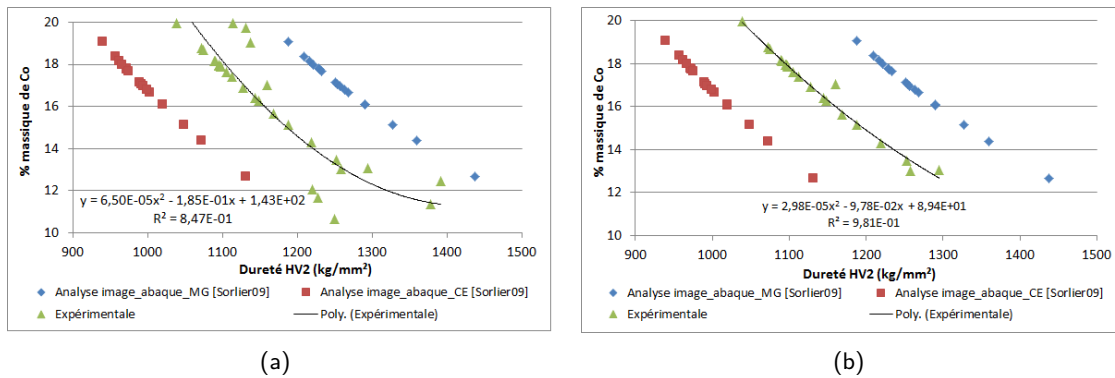 % massique de Co
20
18
16
14
12
10
y = 6,50E-05x² - 1,85E-01x + 1,43E+02
R² = 8,47E-01
900 1000 1100 1200 1300 1400 1500
Dureté HV2 (kg/mm²)
Analyse image_abaque_MG [Sorlier09]
Analyse image_abaque_CE [Sorlier09]
Expérimentale
Poly. (Expérimentale)
(a)
% massique de Co
20
18
16
14
12
10
y = 2,98E-05x² - 9,78E-02x + 8,94E+01
R² = 9,81E-01
900 1000 1100 1200 1300 1400 1500
Dureté HV2 (kg/mm²)
Analyse image_abaque_MG [Sorlier09]
Analyse image_abaque_CE [Sorlier09]
Expérimentale
Poly. (Expérimentale)
(b)